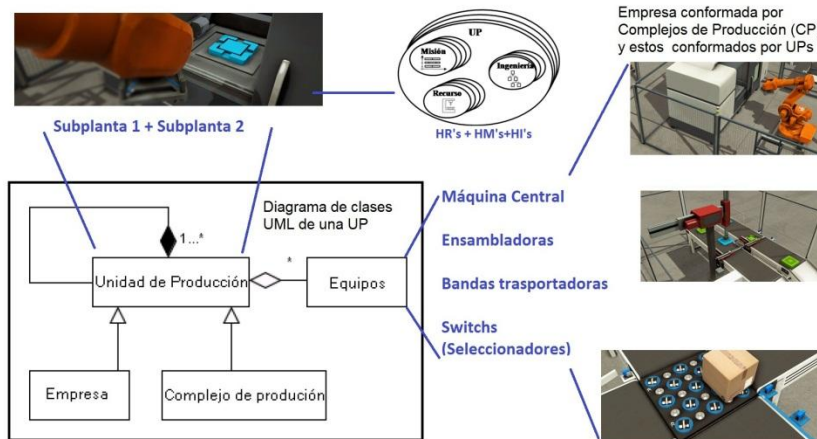 UP
Misión
Ingeniería
Recurso
HR's + HM's+HI's
Empresa conformada por
Complejos de Producción (CP
y estos conformados por UPs
Subplanta 1 + Subplanta 2
Diagrama de clases
UML de una UP
1...*
*
Unidad de Producción
Equipos
Empresa
Complejo de produción
Máquina Central
Ensambladoras
Bandas trasportadoras
Switchs
(Seleccionadores)